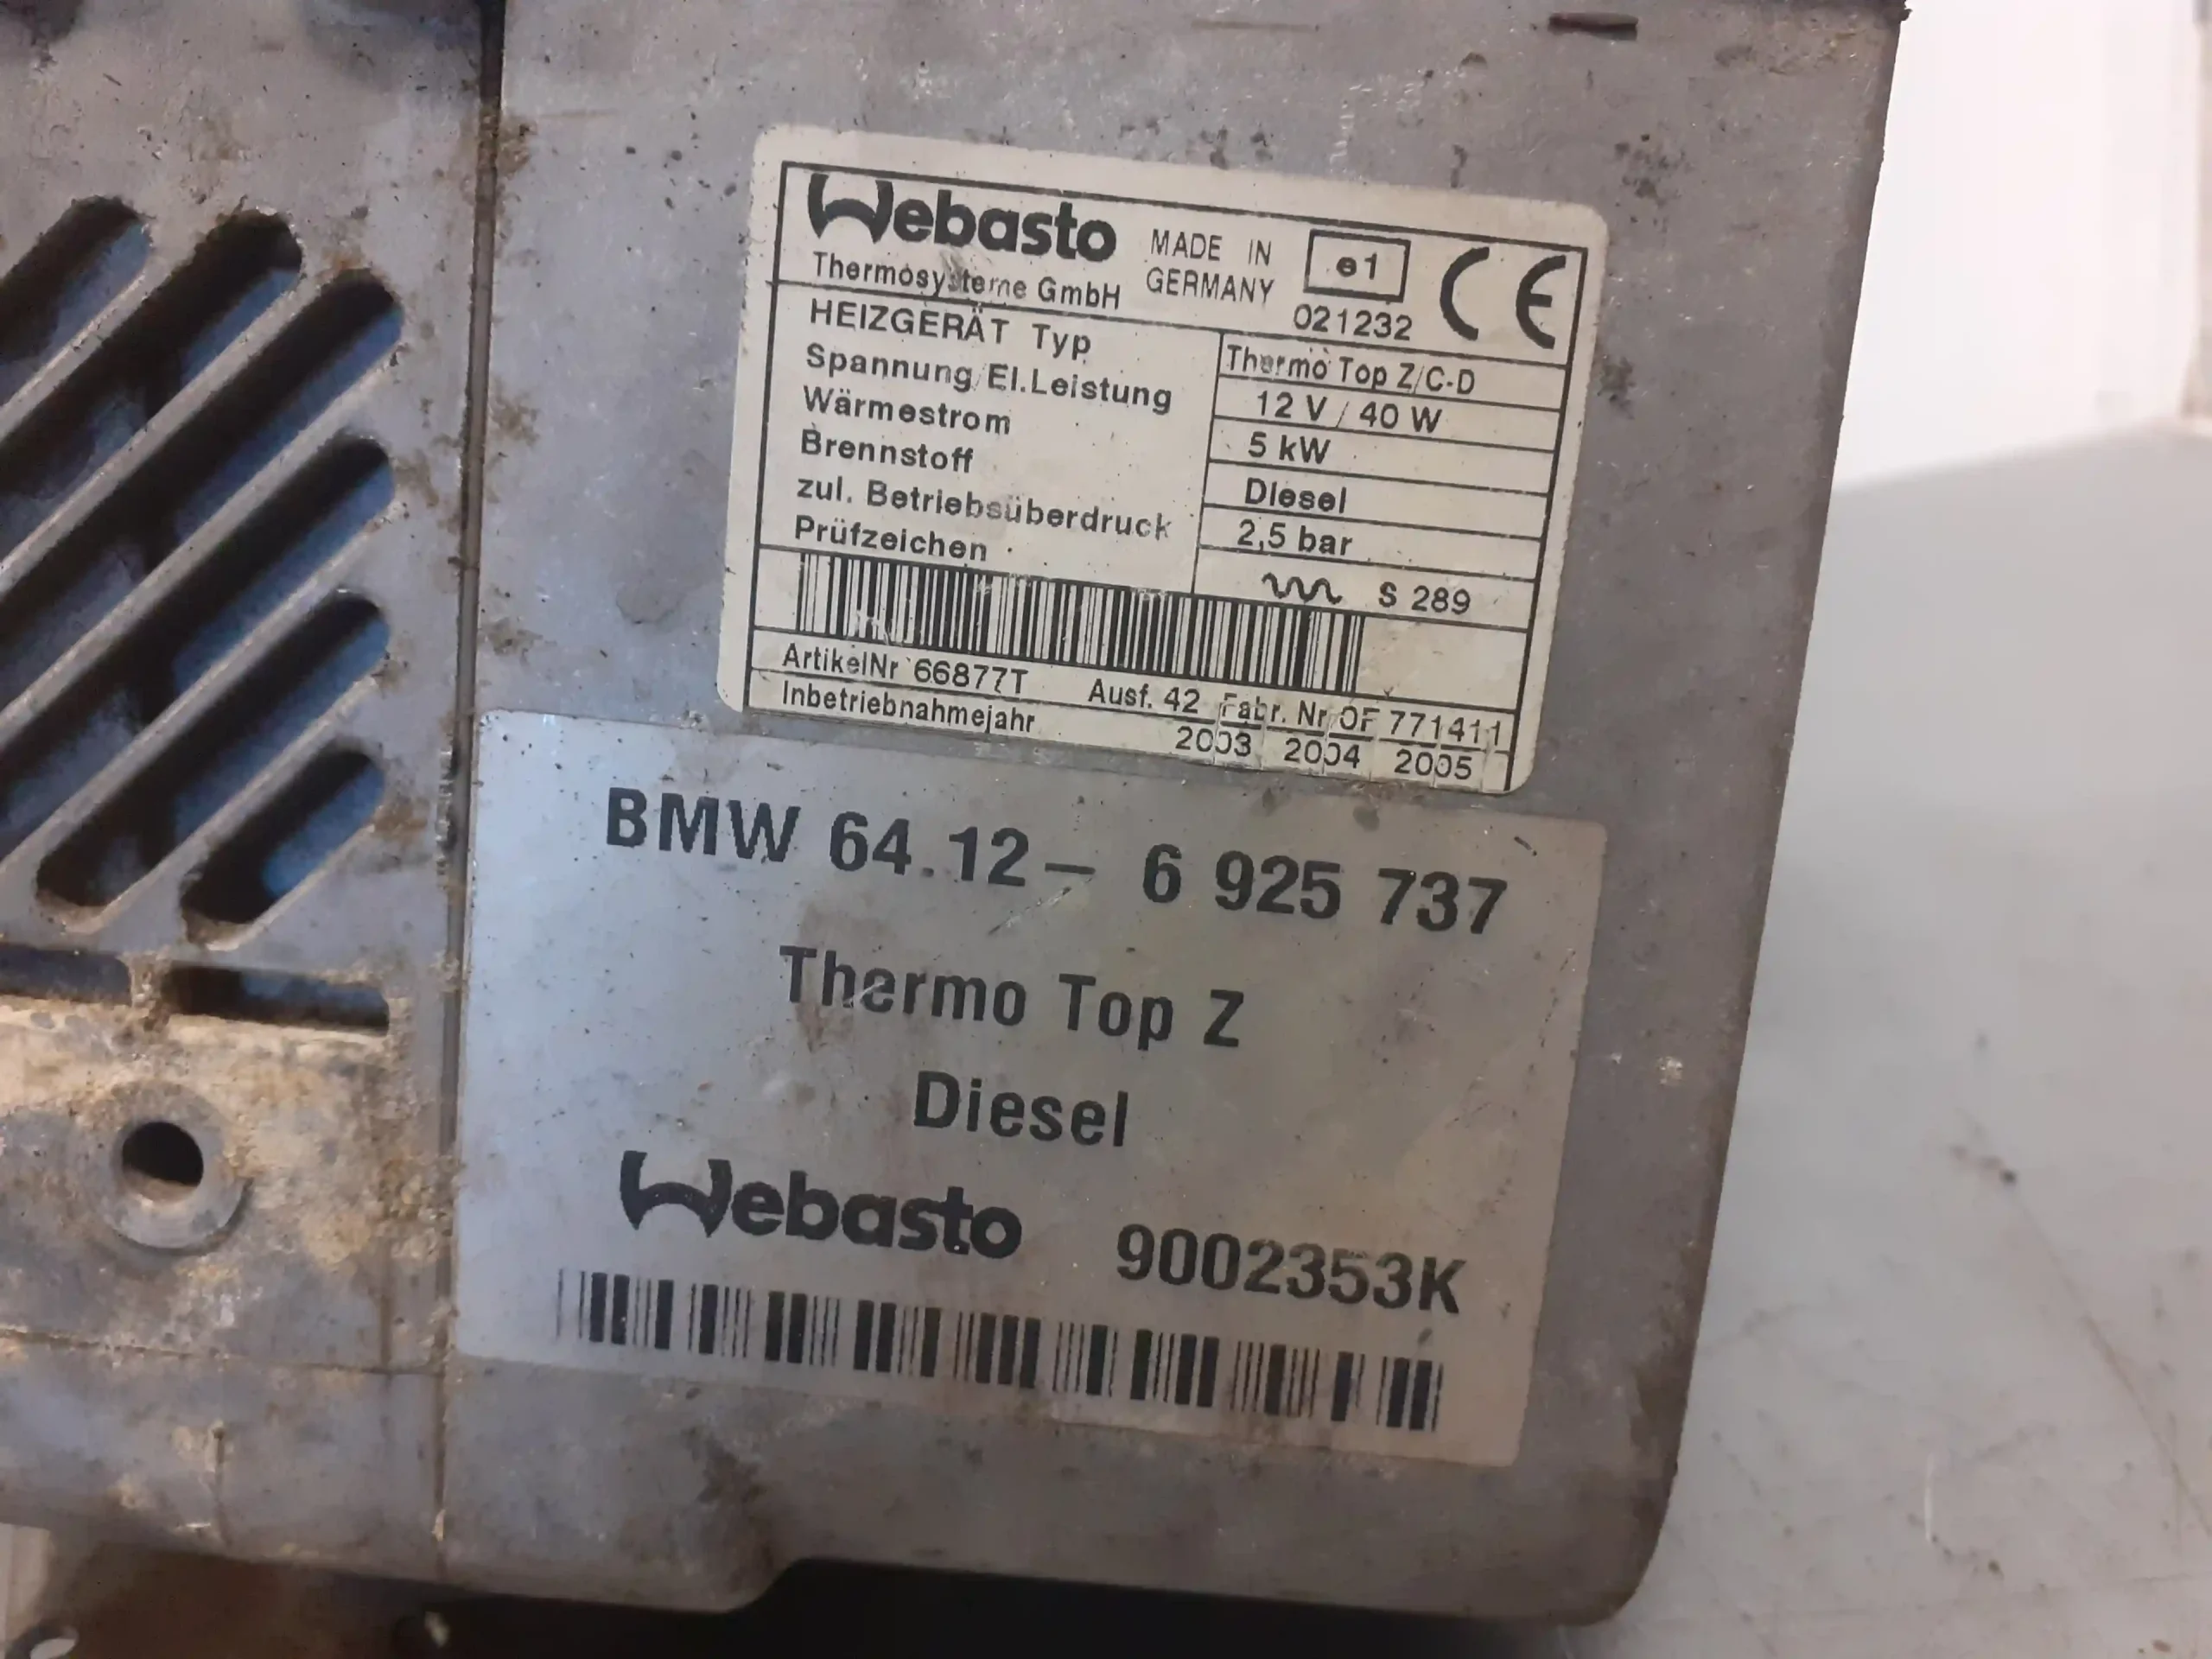 Webasto
Thermosysteme GmbH
MADE IN
GERMANY
e1
021232
CE
HEIZGERÄT Typ Thermo Top Z/C-D
Spannung/El.Leistung 12 V / 40 W
Wärmestrom 5 kW
Brennstoff Diesel
zul. Betriebsüberdruck 2,5 bar
Prüfzeichen S 289
ArtikelNr 66877T Ausf. 42 Fabr. Nr OF 771411
Inbetriebnahmejahr 2003 2004 2005
BMW 64.12– 6 925 737
Thermo Top Z
Diesel
Webasto 9002353K